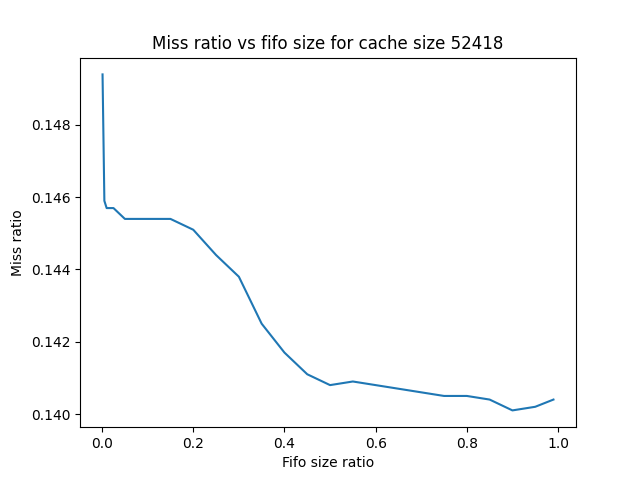 Miss ratio vs fifo size for cache size 52418
0.148
0.146
0.144
0.142
0.140
Miss ratio
0.0 0.2 0.4 0.6 0.8 1.0
Fifo size ratio